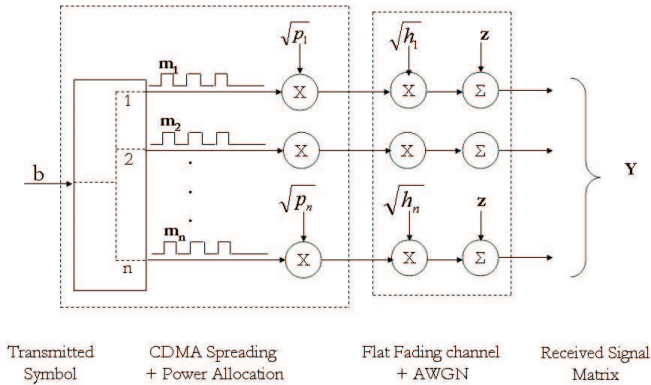 √p₁ √h₁ z
m₁
1 X X Σ
m₂
2 X X Σ
b Y
√pₙ √hₙ z
mₙ
n X X Σ
Transmitted CDMA Spreading Flat Fading channel Received Signal
Symbol + Power Allocation + AWGN Matrix